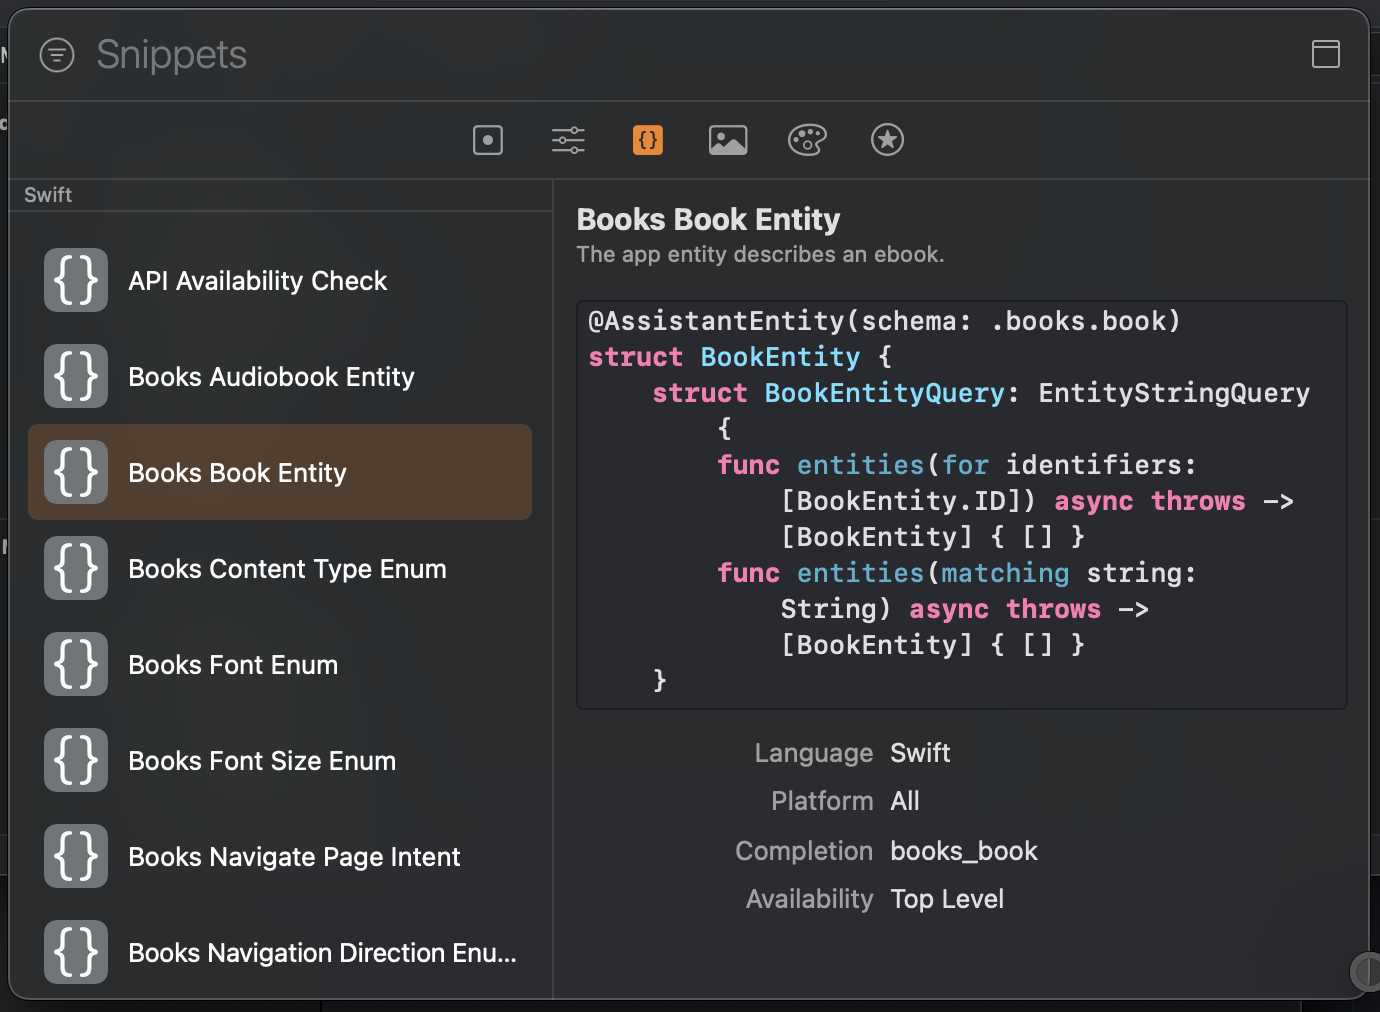 Snippets
Swift
API Availability Check
Books Audiobook Entity
Books Book Entity
Books Content Type Enum
Books Font Enum
Books Font Size Enum
Books Navigate Page Intent
Books Navigation Direction Enu...
Books Book Entity
The app entity describes an ebook.
@AssistantEntity(schema: .books.book)
struct BookEntity {
    struct BookEntityQuery: EntityStringQuery
        {
        func entities(for identifiers:
            [BookEntity.ID]) async throws ->
            [BookEntity] { [] }
        func entities(matching string:
            String) async throws ->
            [BookEntity] { [] }
    }
Language Swift
Platform All
Completion books_book
Availability Top Level